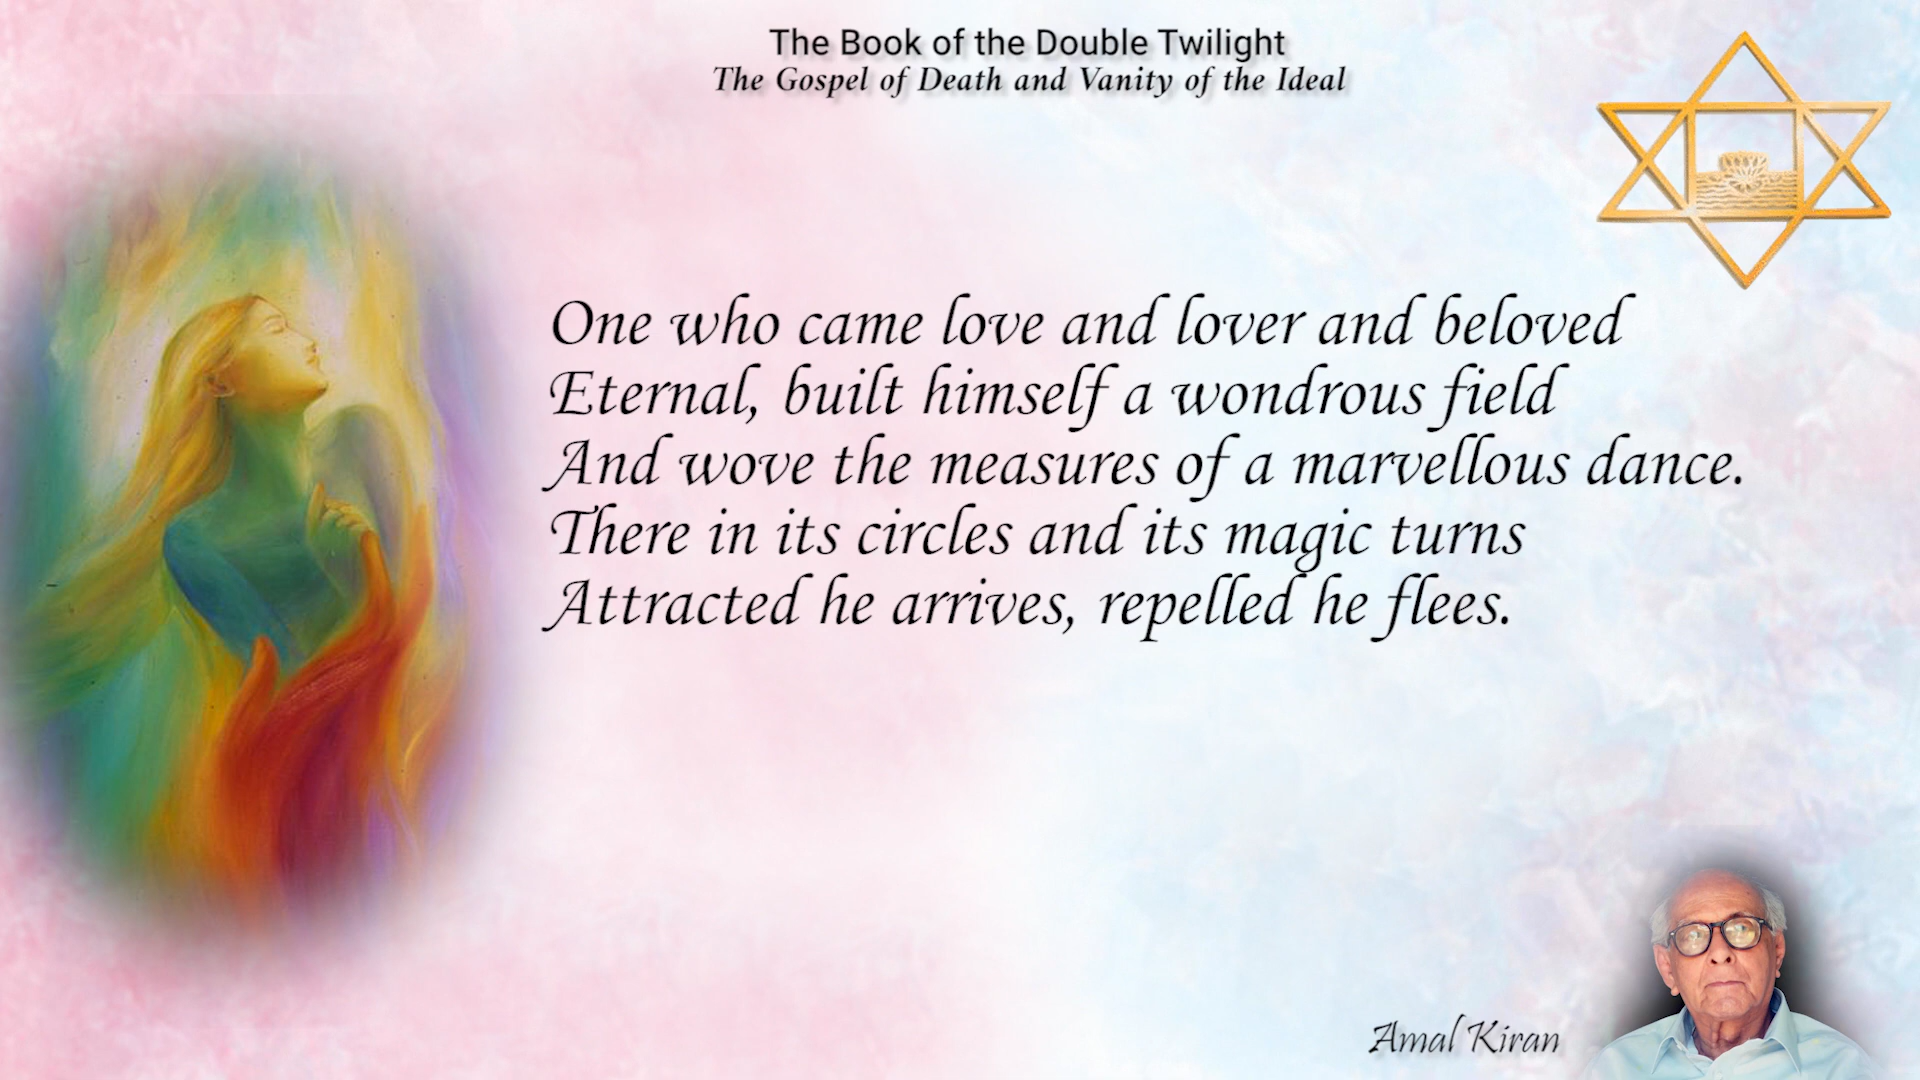 The Book of the Double Twilight
The Gospel of Death and Vanity of the Ideal
One who came love and lover and beloved
Eternal, built himself a wondrous field
And wove the measures of a marvellous dance.
There in its circles and its magic turns
Attracted he arrives, repelled he flees.
Amal Kiran